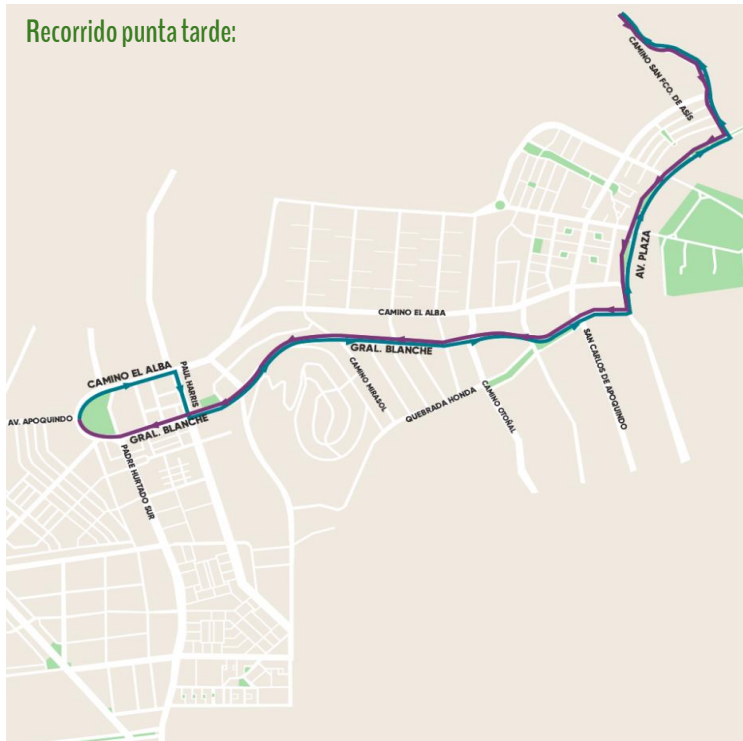 Recorrido punta tarde:
CAMINO SAN FCO. DE ASÍS
AV. PLAZA
CAMINO EL ALBA
GRAL. BLANCHE
CAMINO EL ALBA
PAUL HARRIS
CAMINO MIRASOL
SAN CARLOS DE APOQUINDO
QUEBRADA HONDA
CAMINO OTOÑAL
AV. APOQUINDO
GRAL. BLANCHE
PADRE HURTADO SUR